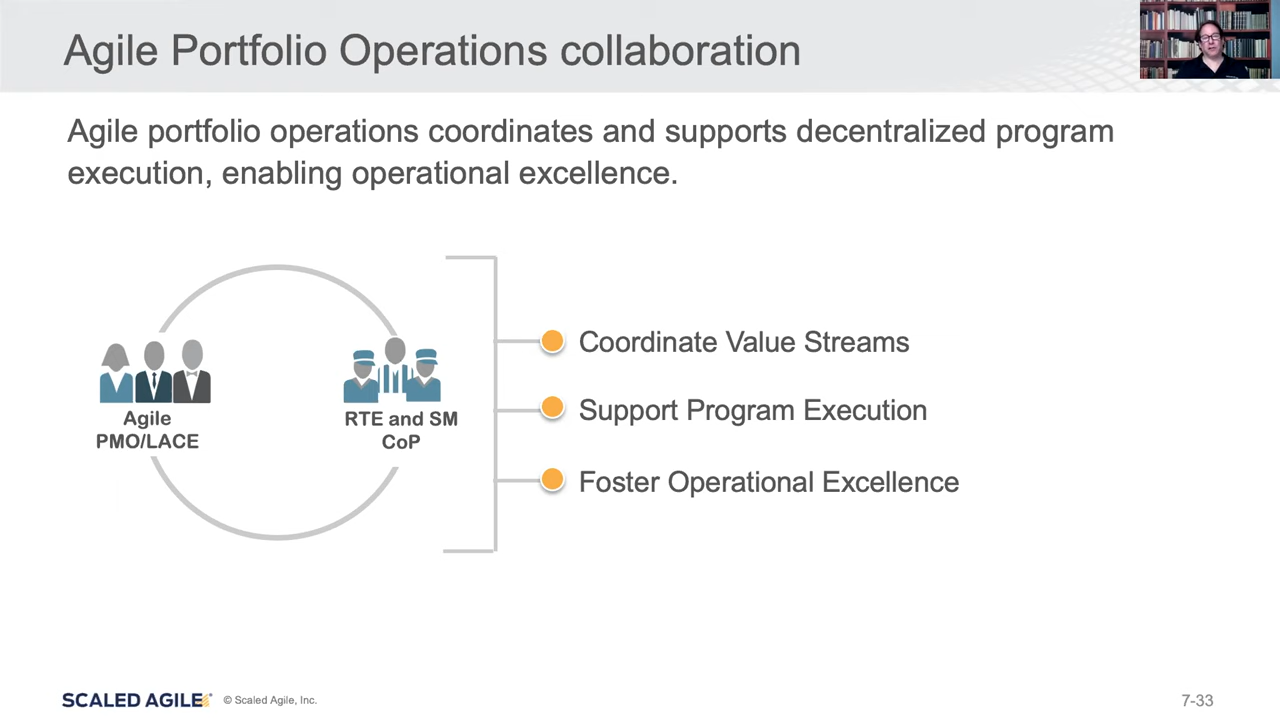 Agile Portfolio Operations collaboration
Agile portfolio operations coordinates and supports decentralized program
execution, enabling operational excellence.
Agile
PMO/LACE
RTE and SM
CoP
Coordinate Value Streams
Support Program Execution
Foster Operational Excellence
SCALED AGILE
© Scaled Agile, Inc.
7-33